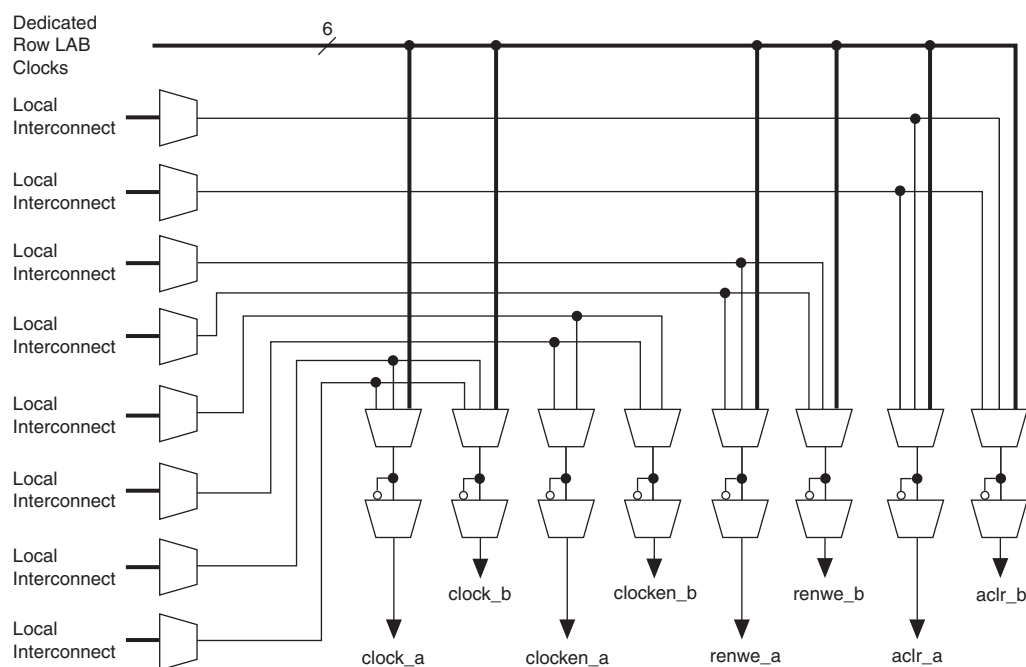 Dedicated
Row LAB
Clocks
6
Local
Interconnect
Local
Interconnect
Local
Interconnect
Local
Interconnect
Local
Interconnect
Local
Interconnect
Local
Interconnect
Local
Interconnect
clock_b
clocken_b
renwe_b
aclr_b
clock_a
clocken_a
renwe_a
aclr_a